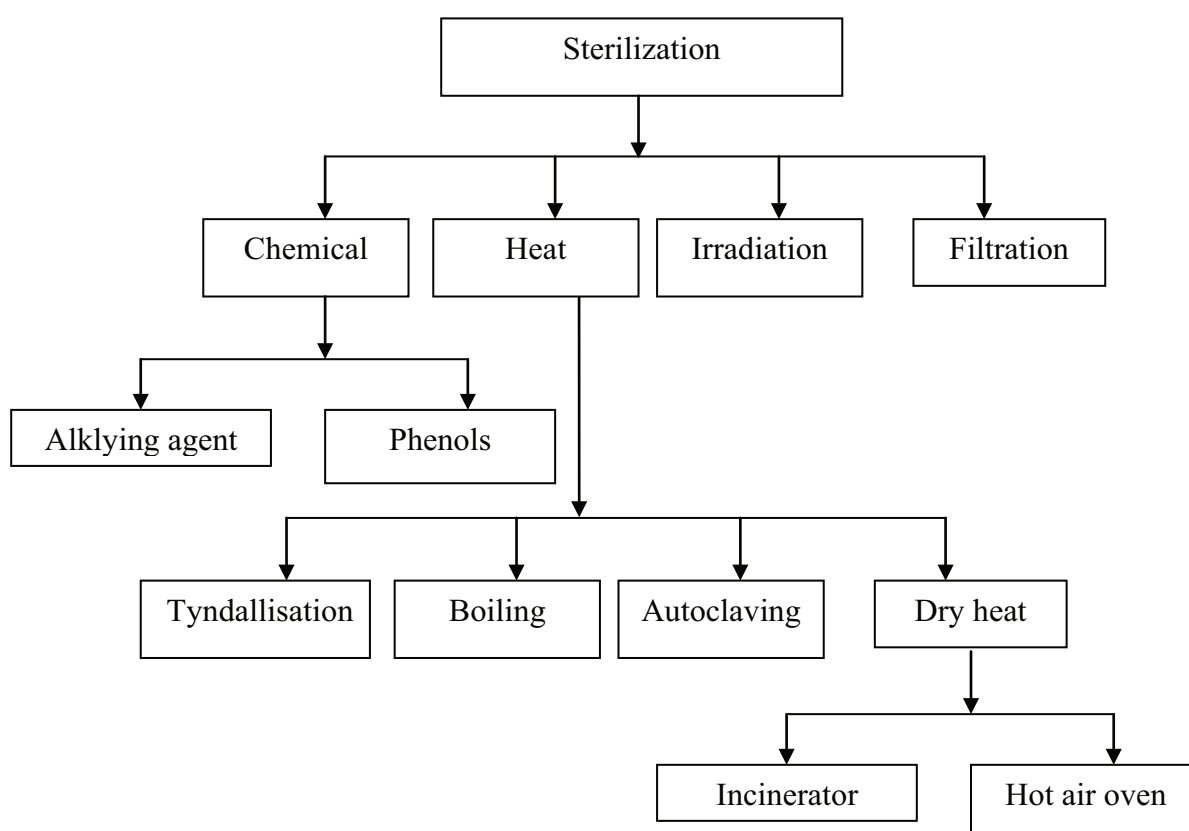 Sterilization
Chemical
Heat
Irradiation
Filtration
Alklying agent
Phenols
Tyndallisation
Boiling
Autoclaving
Dry heat
Incinerator
Hot air oven